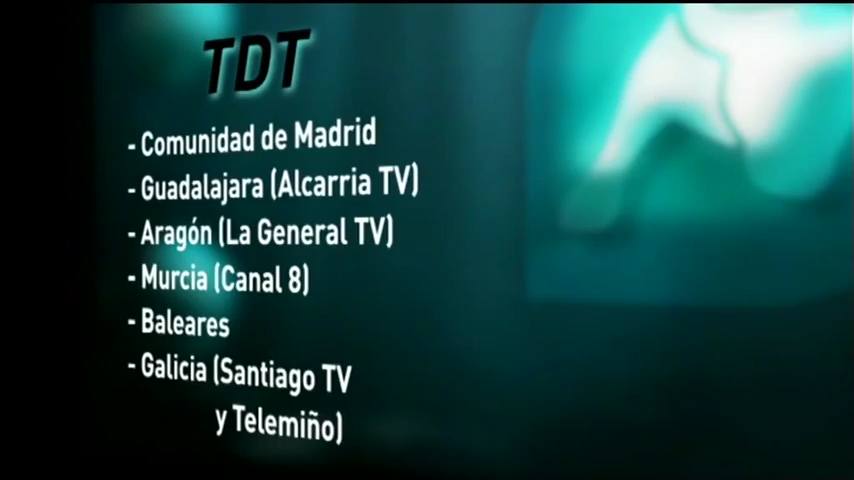 TDT
- Comunidad de Madrid
- Guadalajara (Alcarria TV)
- Aragón (La General TV)
- Murcia (Canal 8)
- Baleares
- Galicia (Santiago TV
y Telemiño)